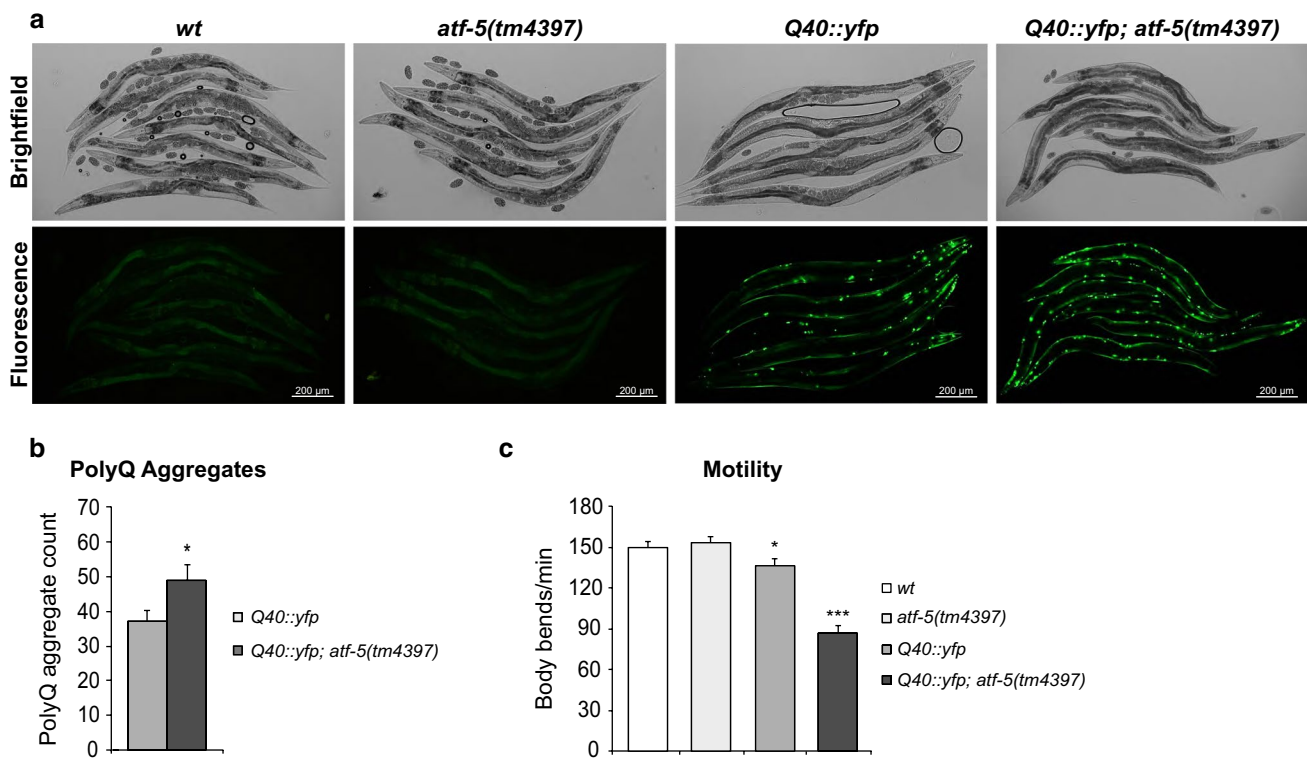 a
wt
atf-5(tm4397)
Q40::yfp
Q40::yfp; atf-5(tm4397)
Brightfield
Fluorescence
200 µm
200 µm
200 µm
200 µm
b
PolyQ Aggregates
PolyQ aggregate count
70
60
50
40
30
20
10
0
*
Q40::yfp
Q40::yfp; atf-5(tm4397)
c
Motility
Body bends/min
180
150
120
90
60
30
0
*
***
wt
atf-5(tm4397)
Q40::yfp
Q40::yfp; atf-5(tm4397)